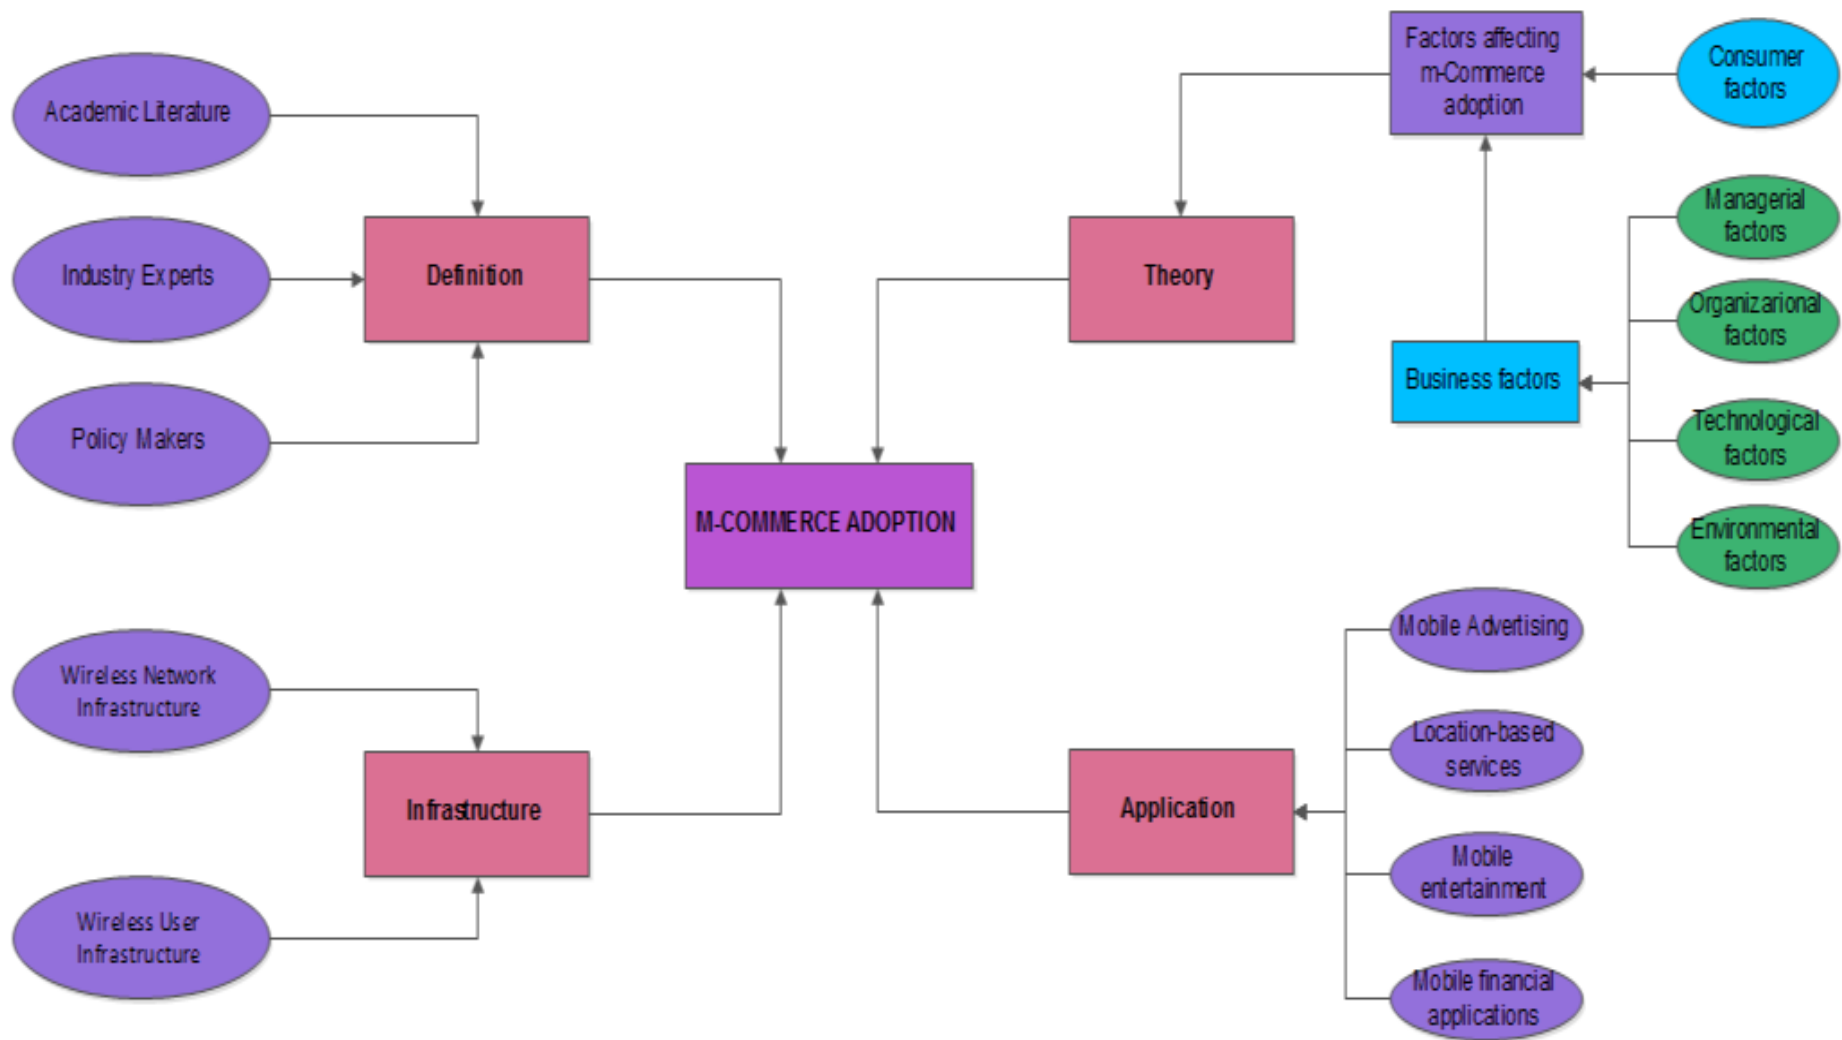 Academic Literature
Industry Experts
Policy Makers
Definition
Wireless Network
Infrastructure
Wireless User
Infrastructure
Infrastructure
M-COMMERCE ADOPTION
Theory
Factors affecting
m-Commerce
adoption
Consumer
factors
Business factors
Managerial
factors
Organizarional
factors
Technological
factors
Environmental
factors
Application
Mobile Advertising
Location-based
services
Mobile
entertainment
Mobile financial
applications